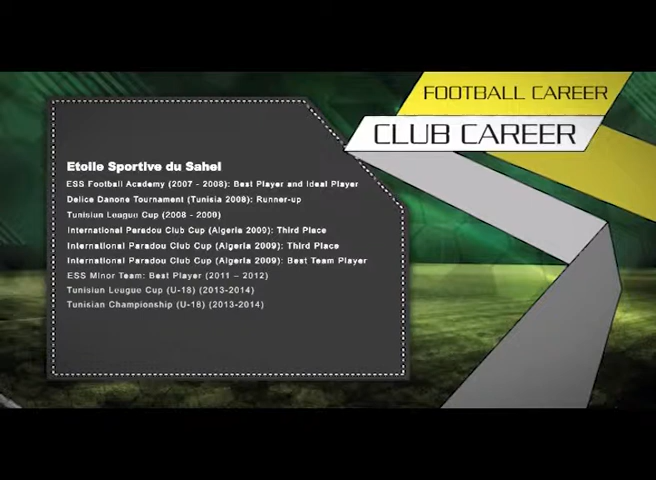 FOOTBALL CAREER
CLUB CAREER
Etoile Sportive du Sahel
ESS Football Academy (2007 - 2008): Best Player and Ideal Player
Delice Danone Tournament (Tunisia 2008): Runner-up
Tunisian League Cup (2008 - 2009)
International Paradou Club Cup (Algeria 2009): Third Place
International Paradou Club Cup (Algeria 2009): Third Place
International Paradou Club Cup (Algeria 2009): Best Team Player
ESS Minor Team: Best Player (2011 – 2012)
Tunisian League Cup (U-18) (2013-2014)
Tunisian Championship (U-18) (2013-2014)